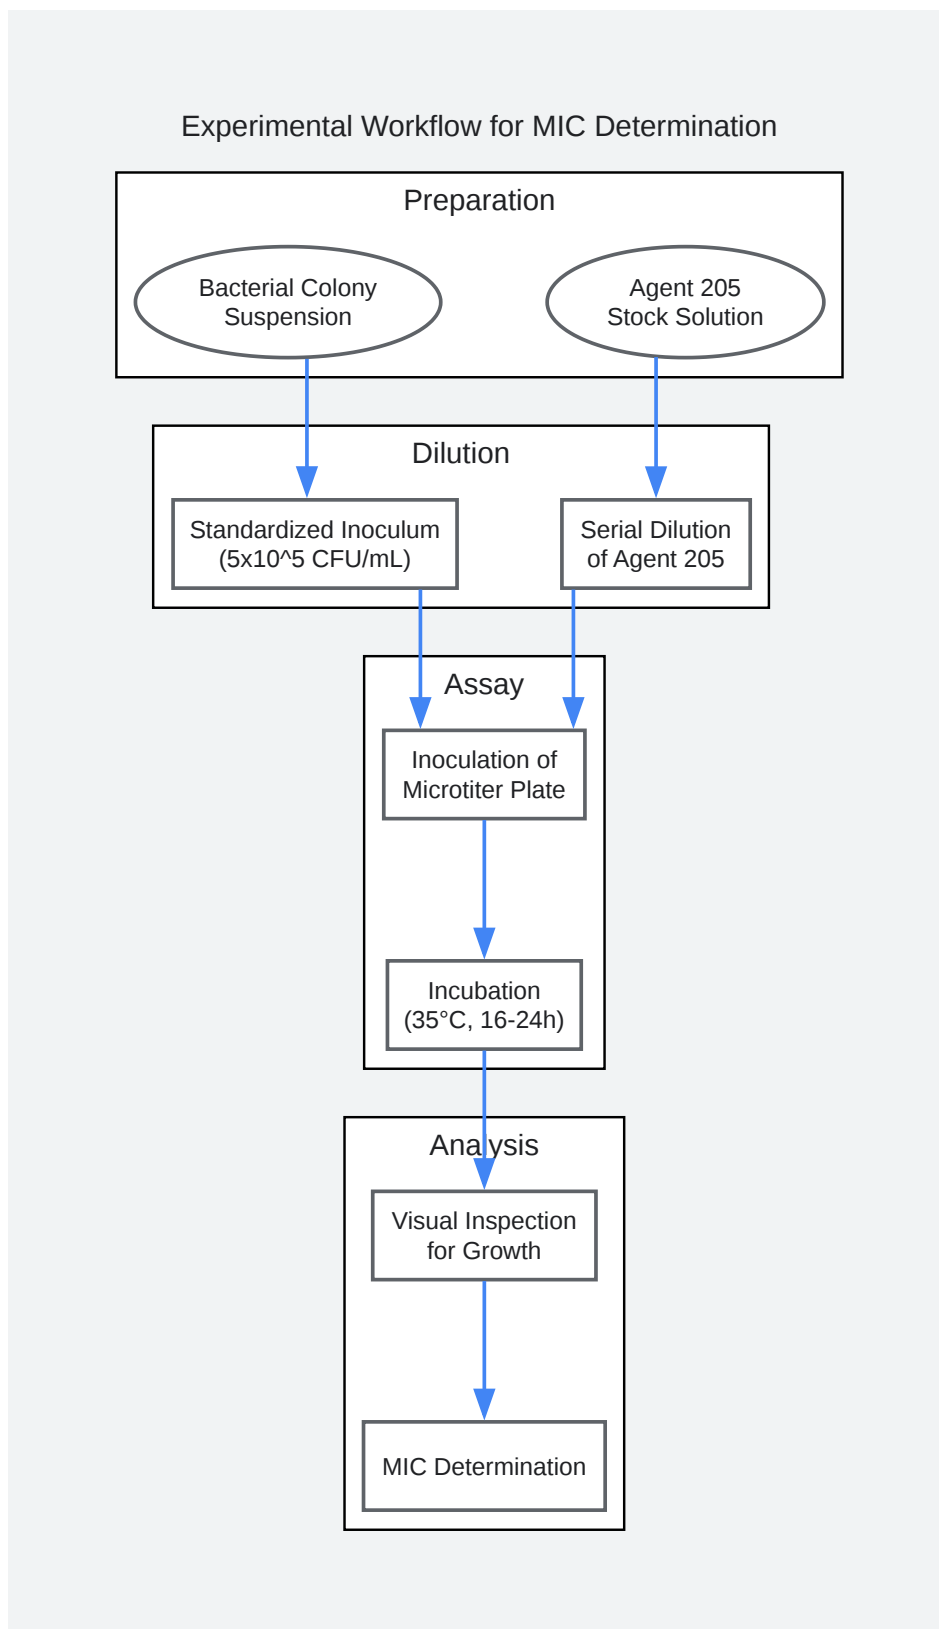 Experimental Workflow for MIC Determination
Preparation
Bacterial Colony
Suspension
Agent 205
Stock Solution
Dilution
Standardized Inoculum
(5x10^5 CFU/mL)
Serial Dilution
of Agent 205
Assay
Inoculation of
Microtiter Plate
Incubation
(35°C, 16-24h)
Analysis
Visual Inspection
for Growth
MIC Determination